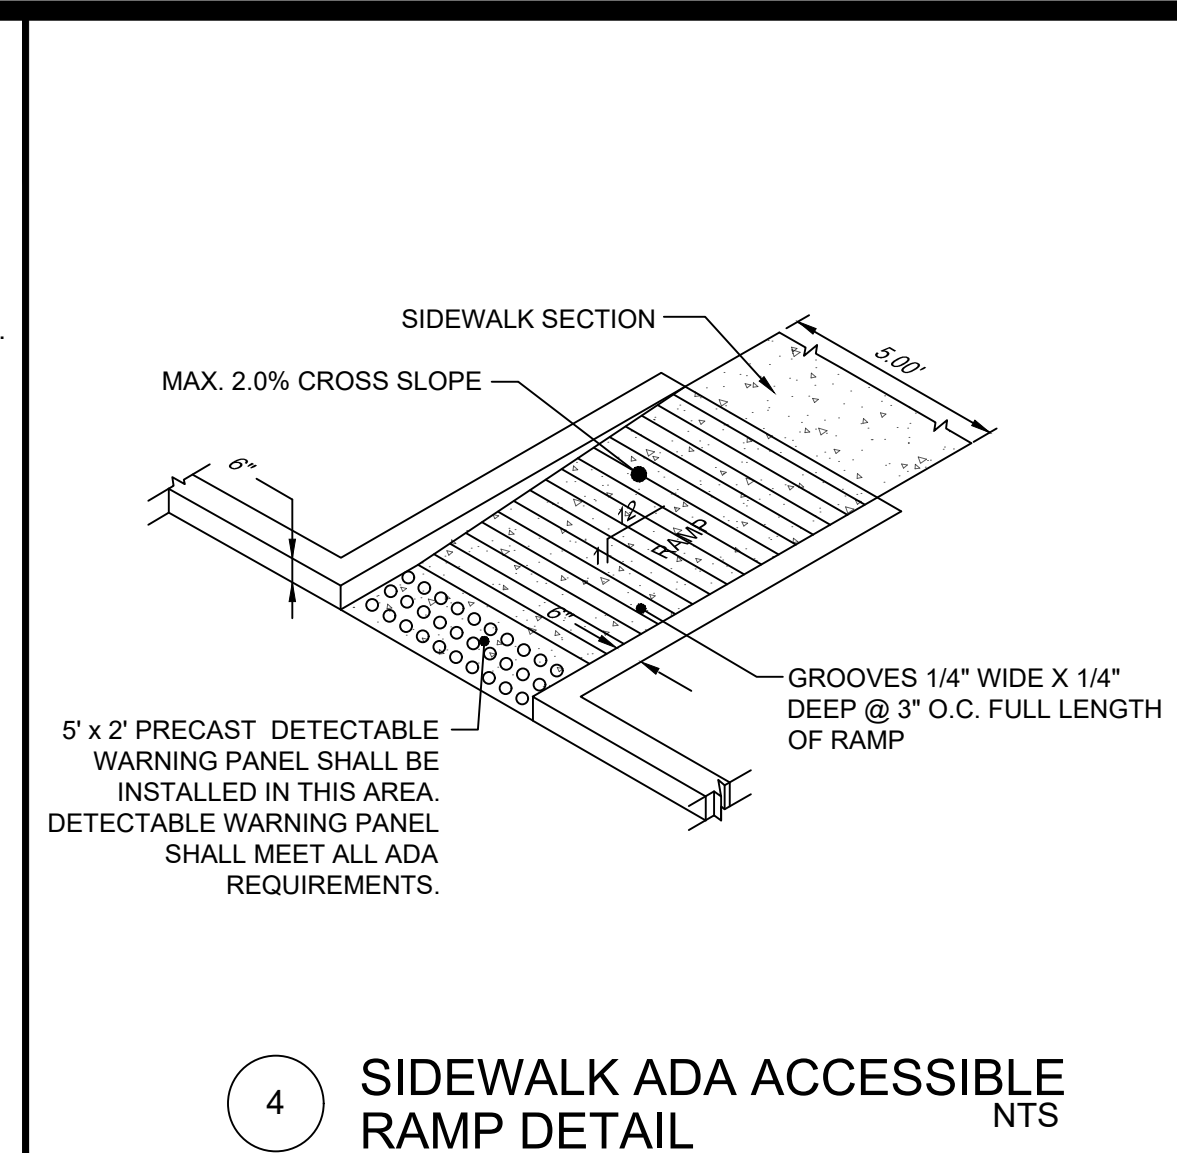 SIDEWALK SECTION
5.00'
MAX. 2.0% CROSS SLOPE
6"
12
1
RAMP
6"
GROOVES 1/4" WIDE X 1/4"
DEEP @ 3" O.C. FULL LENGTH
OF RAMP
5' x 2' PRECAST DETECTABLE
WARNING PANEL SHALL BE
INSTALLED IN THIS AREA.
DETECTABLE WARNING PANEL
SHALL MEET ALL ADA
REQUIREMENTS.
4
SIDEWALK ADA ACCESSIBLE
RAMP DETAIL
NTS